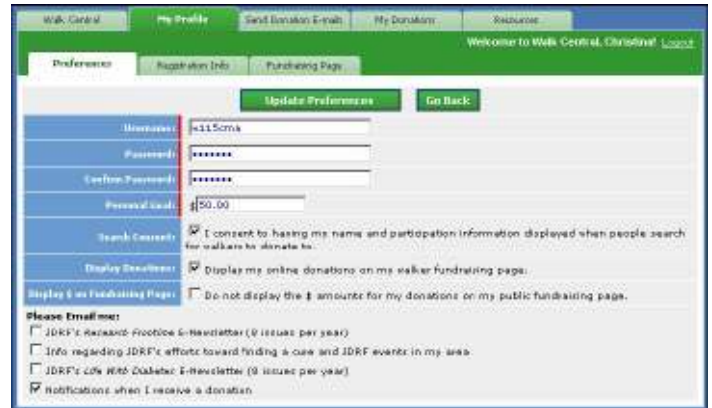 Walk Central My Profile Send Donation E-mails My Donations Resources
Welcome to Walk Central, Christina! Logout
Preferences Registration Info Fundraising Page
Update Preferences Go Back
Username:
Password: •••••••
Confirm Password: •••••••
Personal Goal: $50.00
Search Consent: I consent to having my name and participation information displayed when people search
for walkers to donate to.
Display Donations: Display my online donations on my walker fundraising page.
Display $ on Fundraising Page: Do not display the $ amounts for my donations on my public fundraising page.
Please Email me:
JDRF's Research Frontline E-Newsletter (8 issues per year)
Info regarding JDRF's efforts toward finding a cure and JDRF events in my area
JDRF's Life With Diabetes E-Newsletter (8 issues per year)
Notifications when I receive a donation